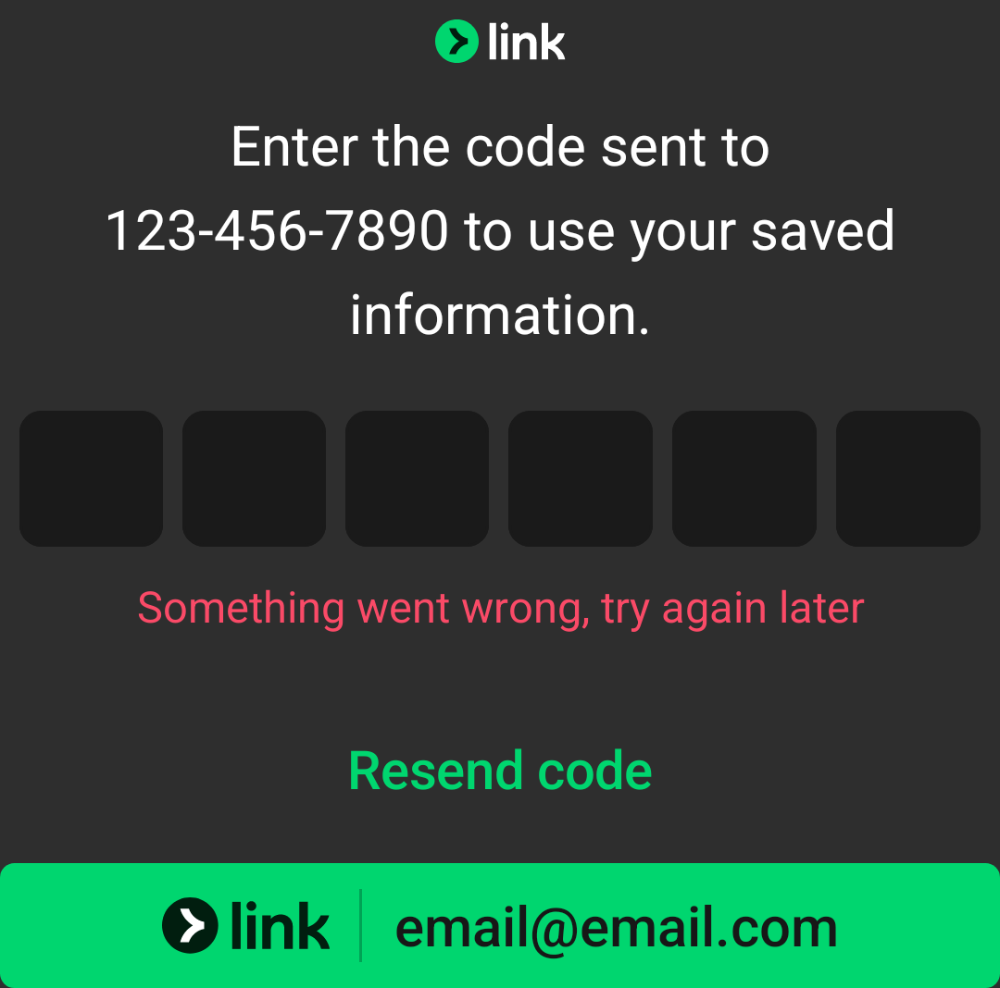 link
Enter the code sent to
123-456-7890 to use your saved
information.
Something went wrong, try again later
Resend code
link email@email.com